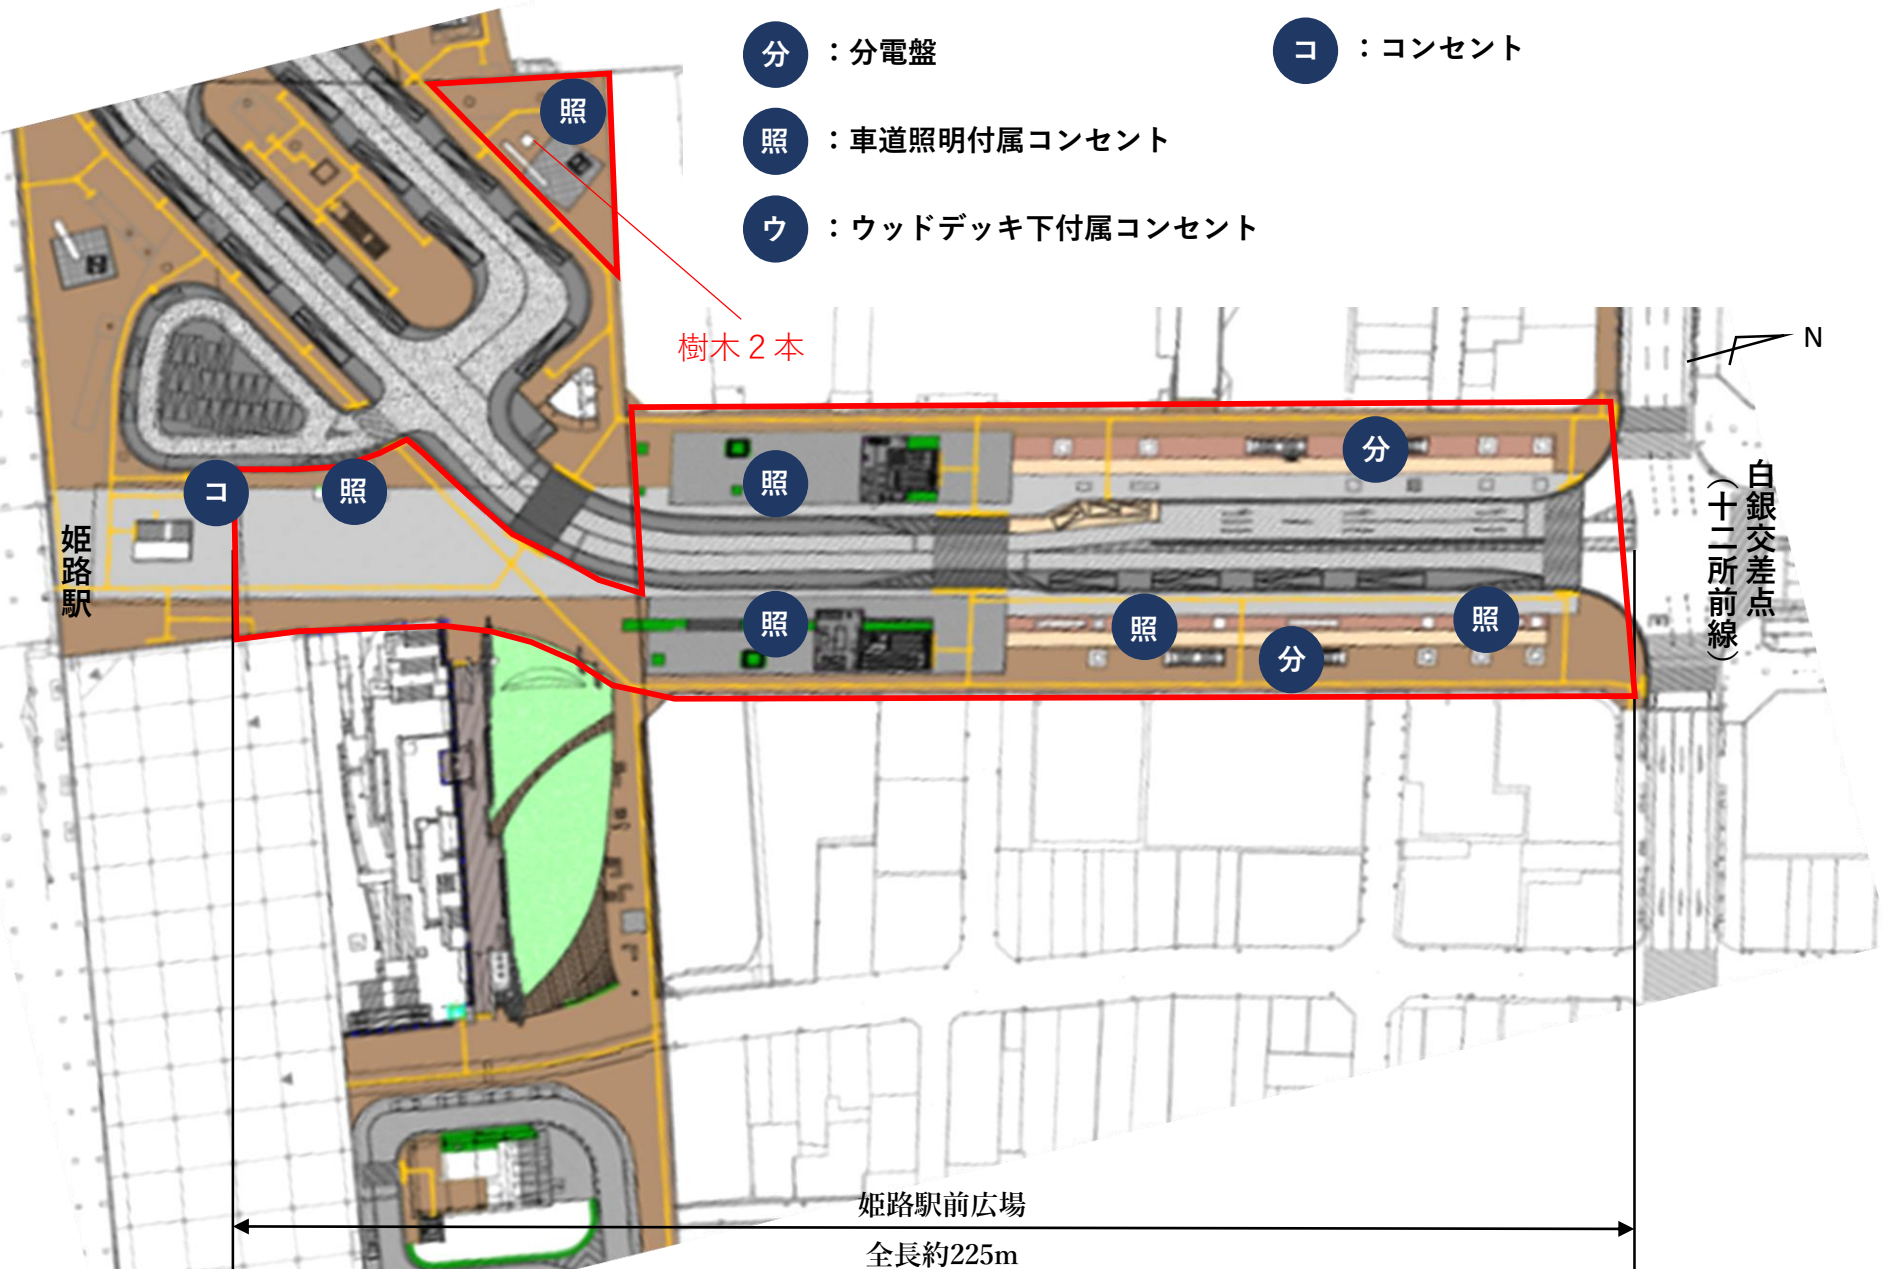 分 ：分電盤
コ ：コンセント
照 ：車道照明付属コンセント
ウ ：ウッドデッキ下付属コンセント
照
樹木２本
N
分
照
コ
照
姫路駅
白銀交差点
（十二所前線）
照
照
照
分
姫路駅前広場
全長約225m